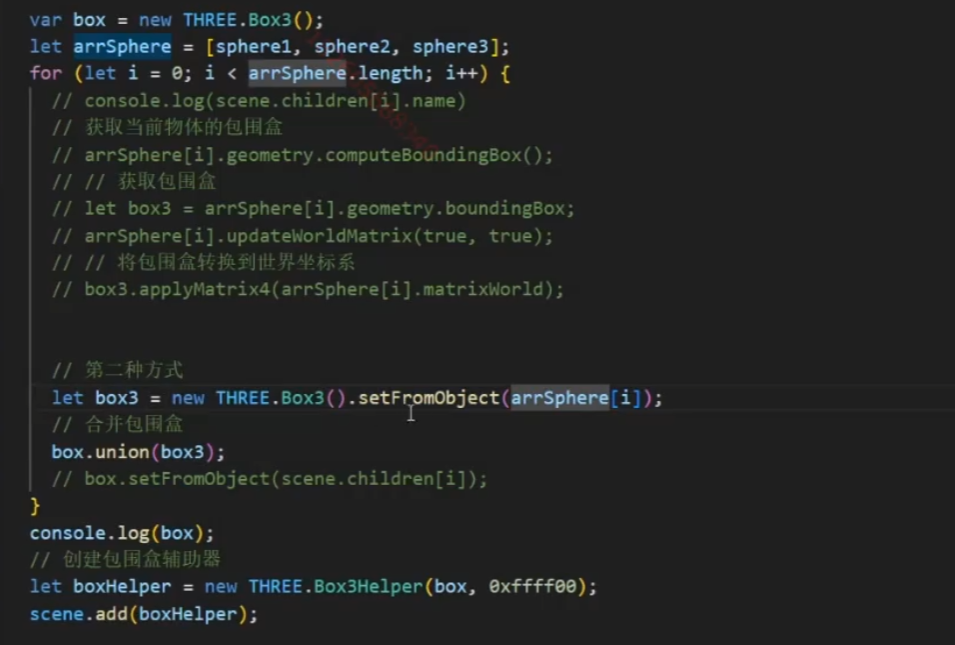 var box = new THREE.Box3();
let arrSphere = [sphere1, sphere2, sphere3];
for (let i = 0; i < arrSphere.length; i++) {
// console.log(scene.children[i].name)
// 获取当前物体的包围盒
// arrSphere[i].geometry.computeBoundingBox();
// // 获取包围盒
// let box3 = arrSphere[i].geometry.boundingBox;
// arrSphere[i].updateWorldMatrix(true, true);
// // 将包围盒转换到世界坐标系
// box3.applyMatrix4(arrSphere[i].matrixWorld);
// 第二种方式
let box3 = new THREE.Box3().setFromObject(arrSphere[i]);
// 合并包围盒
box.union(box3);
// box.setFromObject(scene.children[i]);
}
console.log(box);
// 创建包围盒辅助器
let boxHelper = new THREE.Box3Helper(box, 0xffff00);
scene.add(boxHelper);